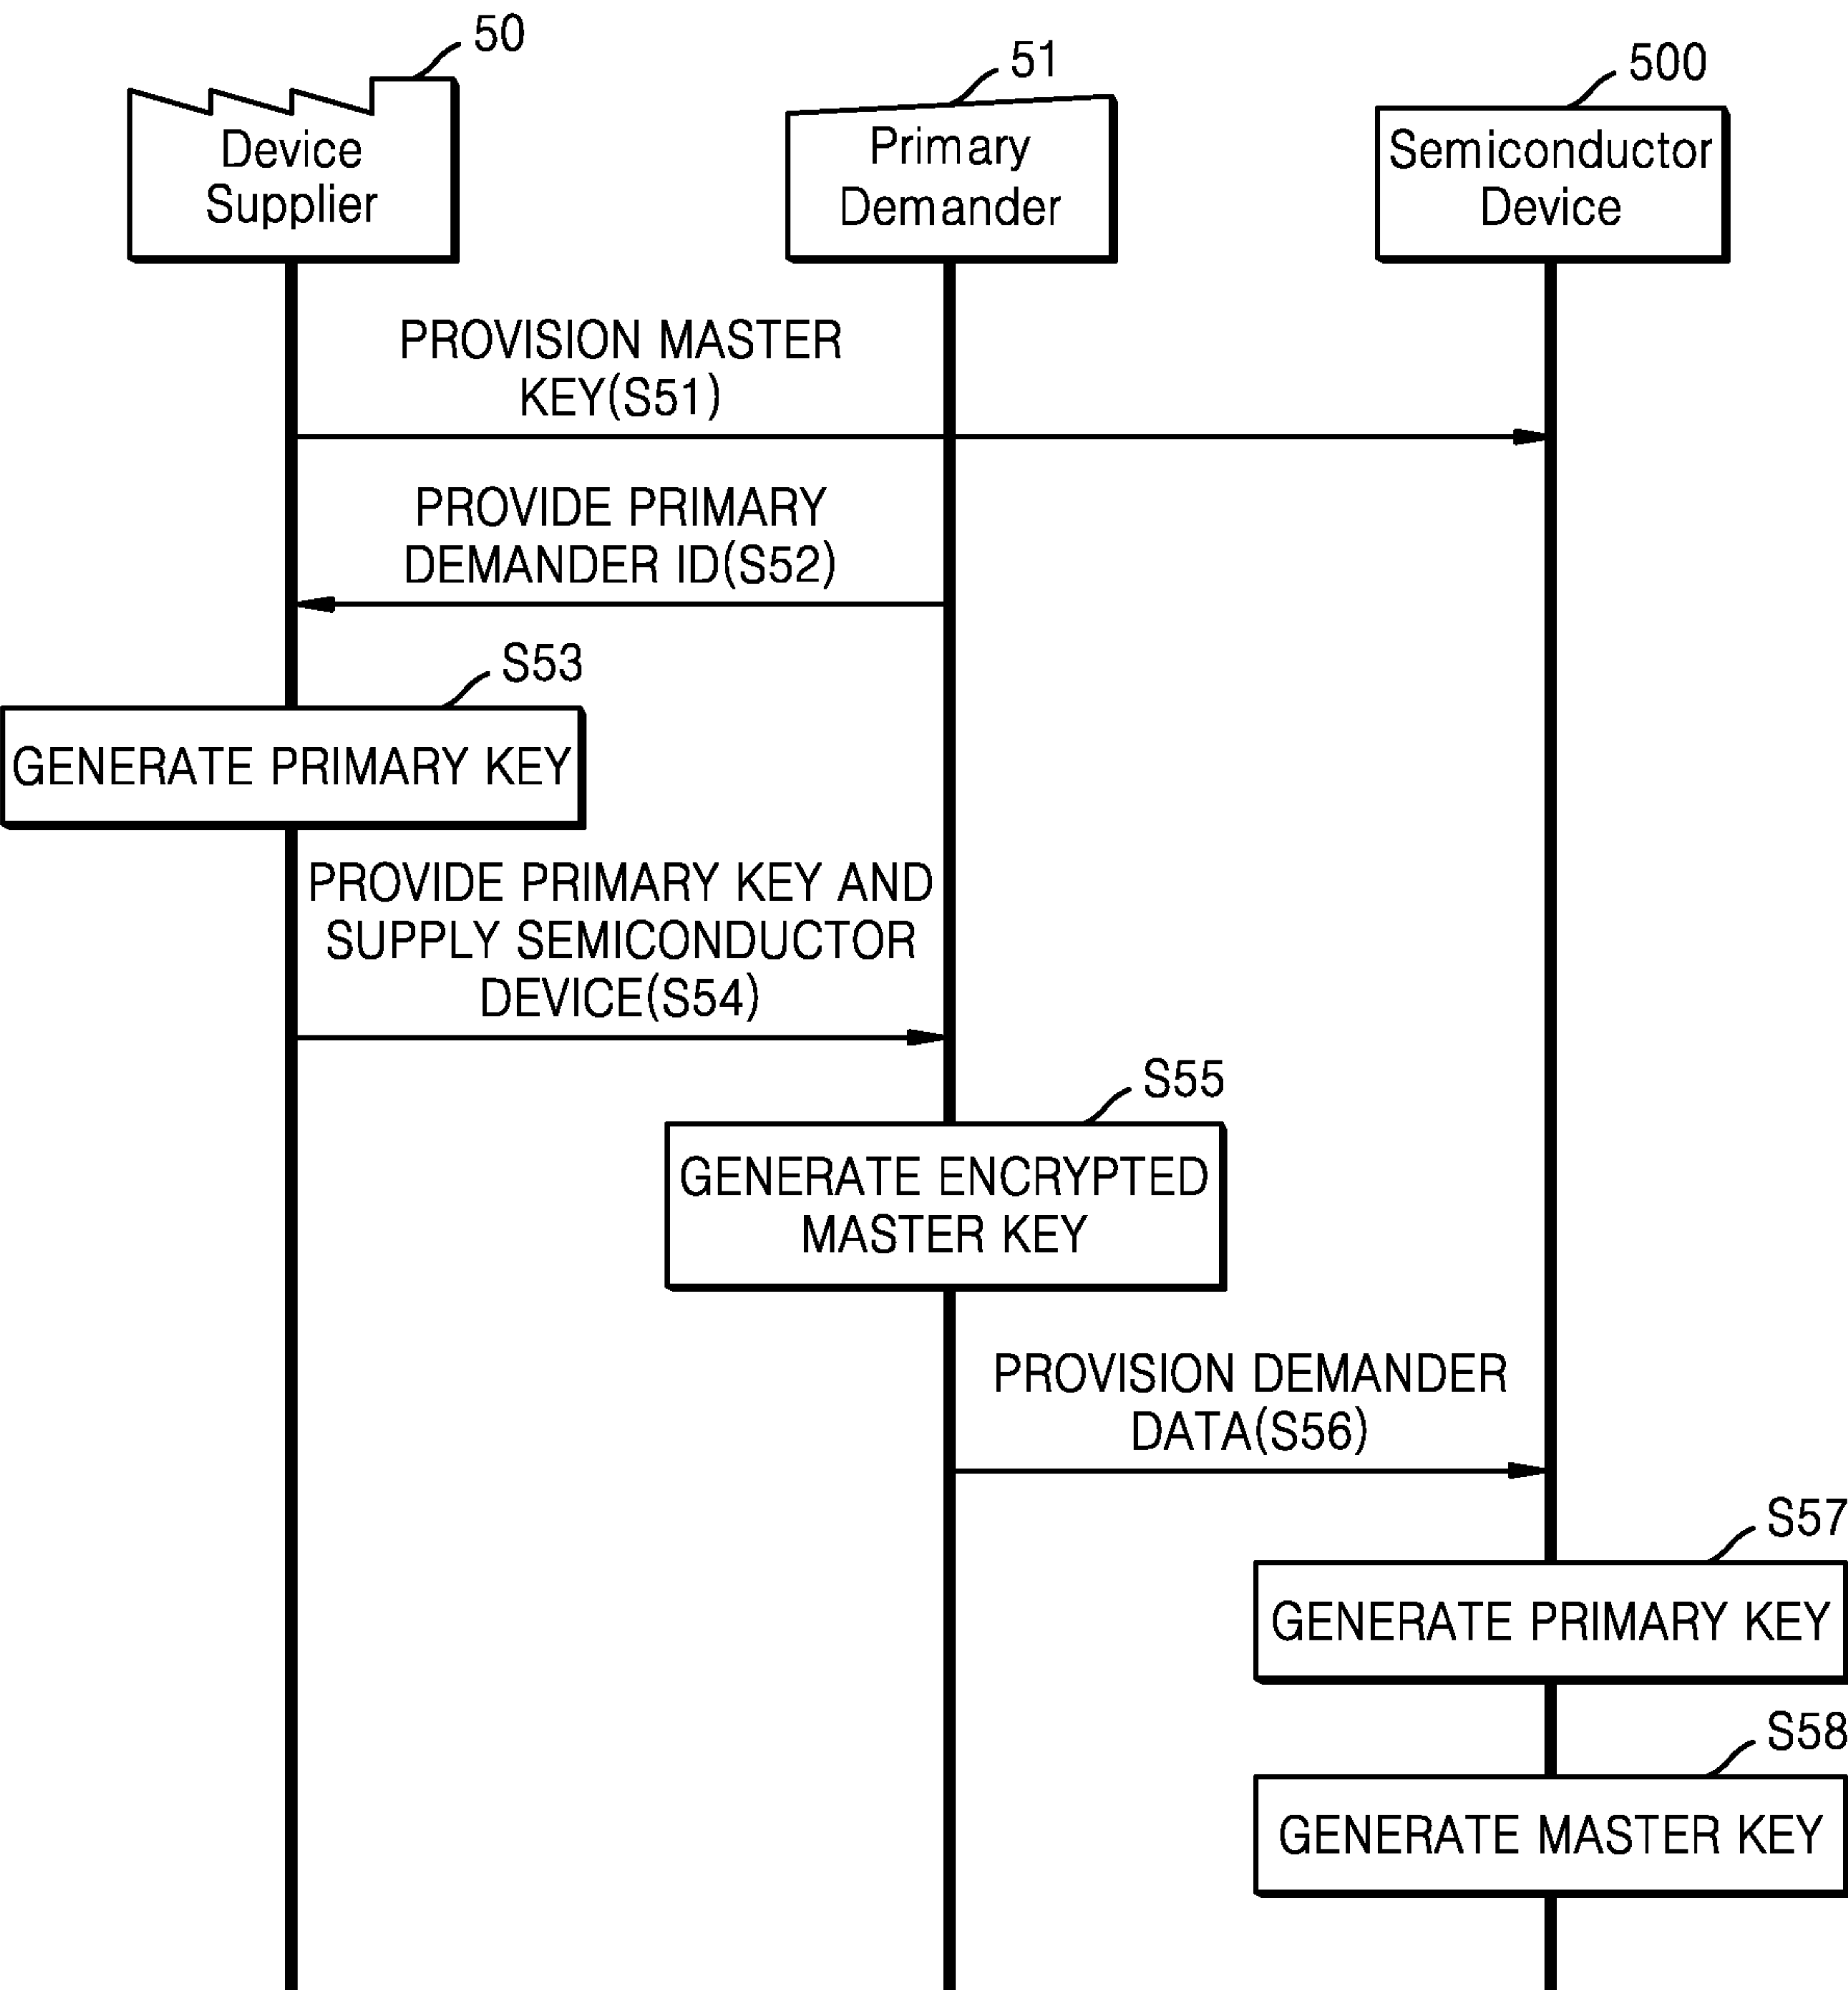 50
51
500
Device
Supplier
Primary
Demander
Semiconductor
Device
PROVISION MASTER
KEY(S51)
PROVIDE PRIMARY
DEMANDER ID(S52)
S53
GENERATE PRIMARY KEY
PROVIDE PRIMARY KEY AND
SUPPLY SEMICONDUCTOR
DEVICE(S54)
S55
GENERATE ENCRYPTED
MASTER KEY
PROVISION DEMANDER
DATA(S56)
S57
GENERATE PRIMARY KEY
S58
GENERATE MASTER KEY